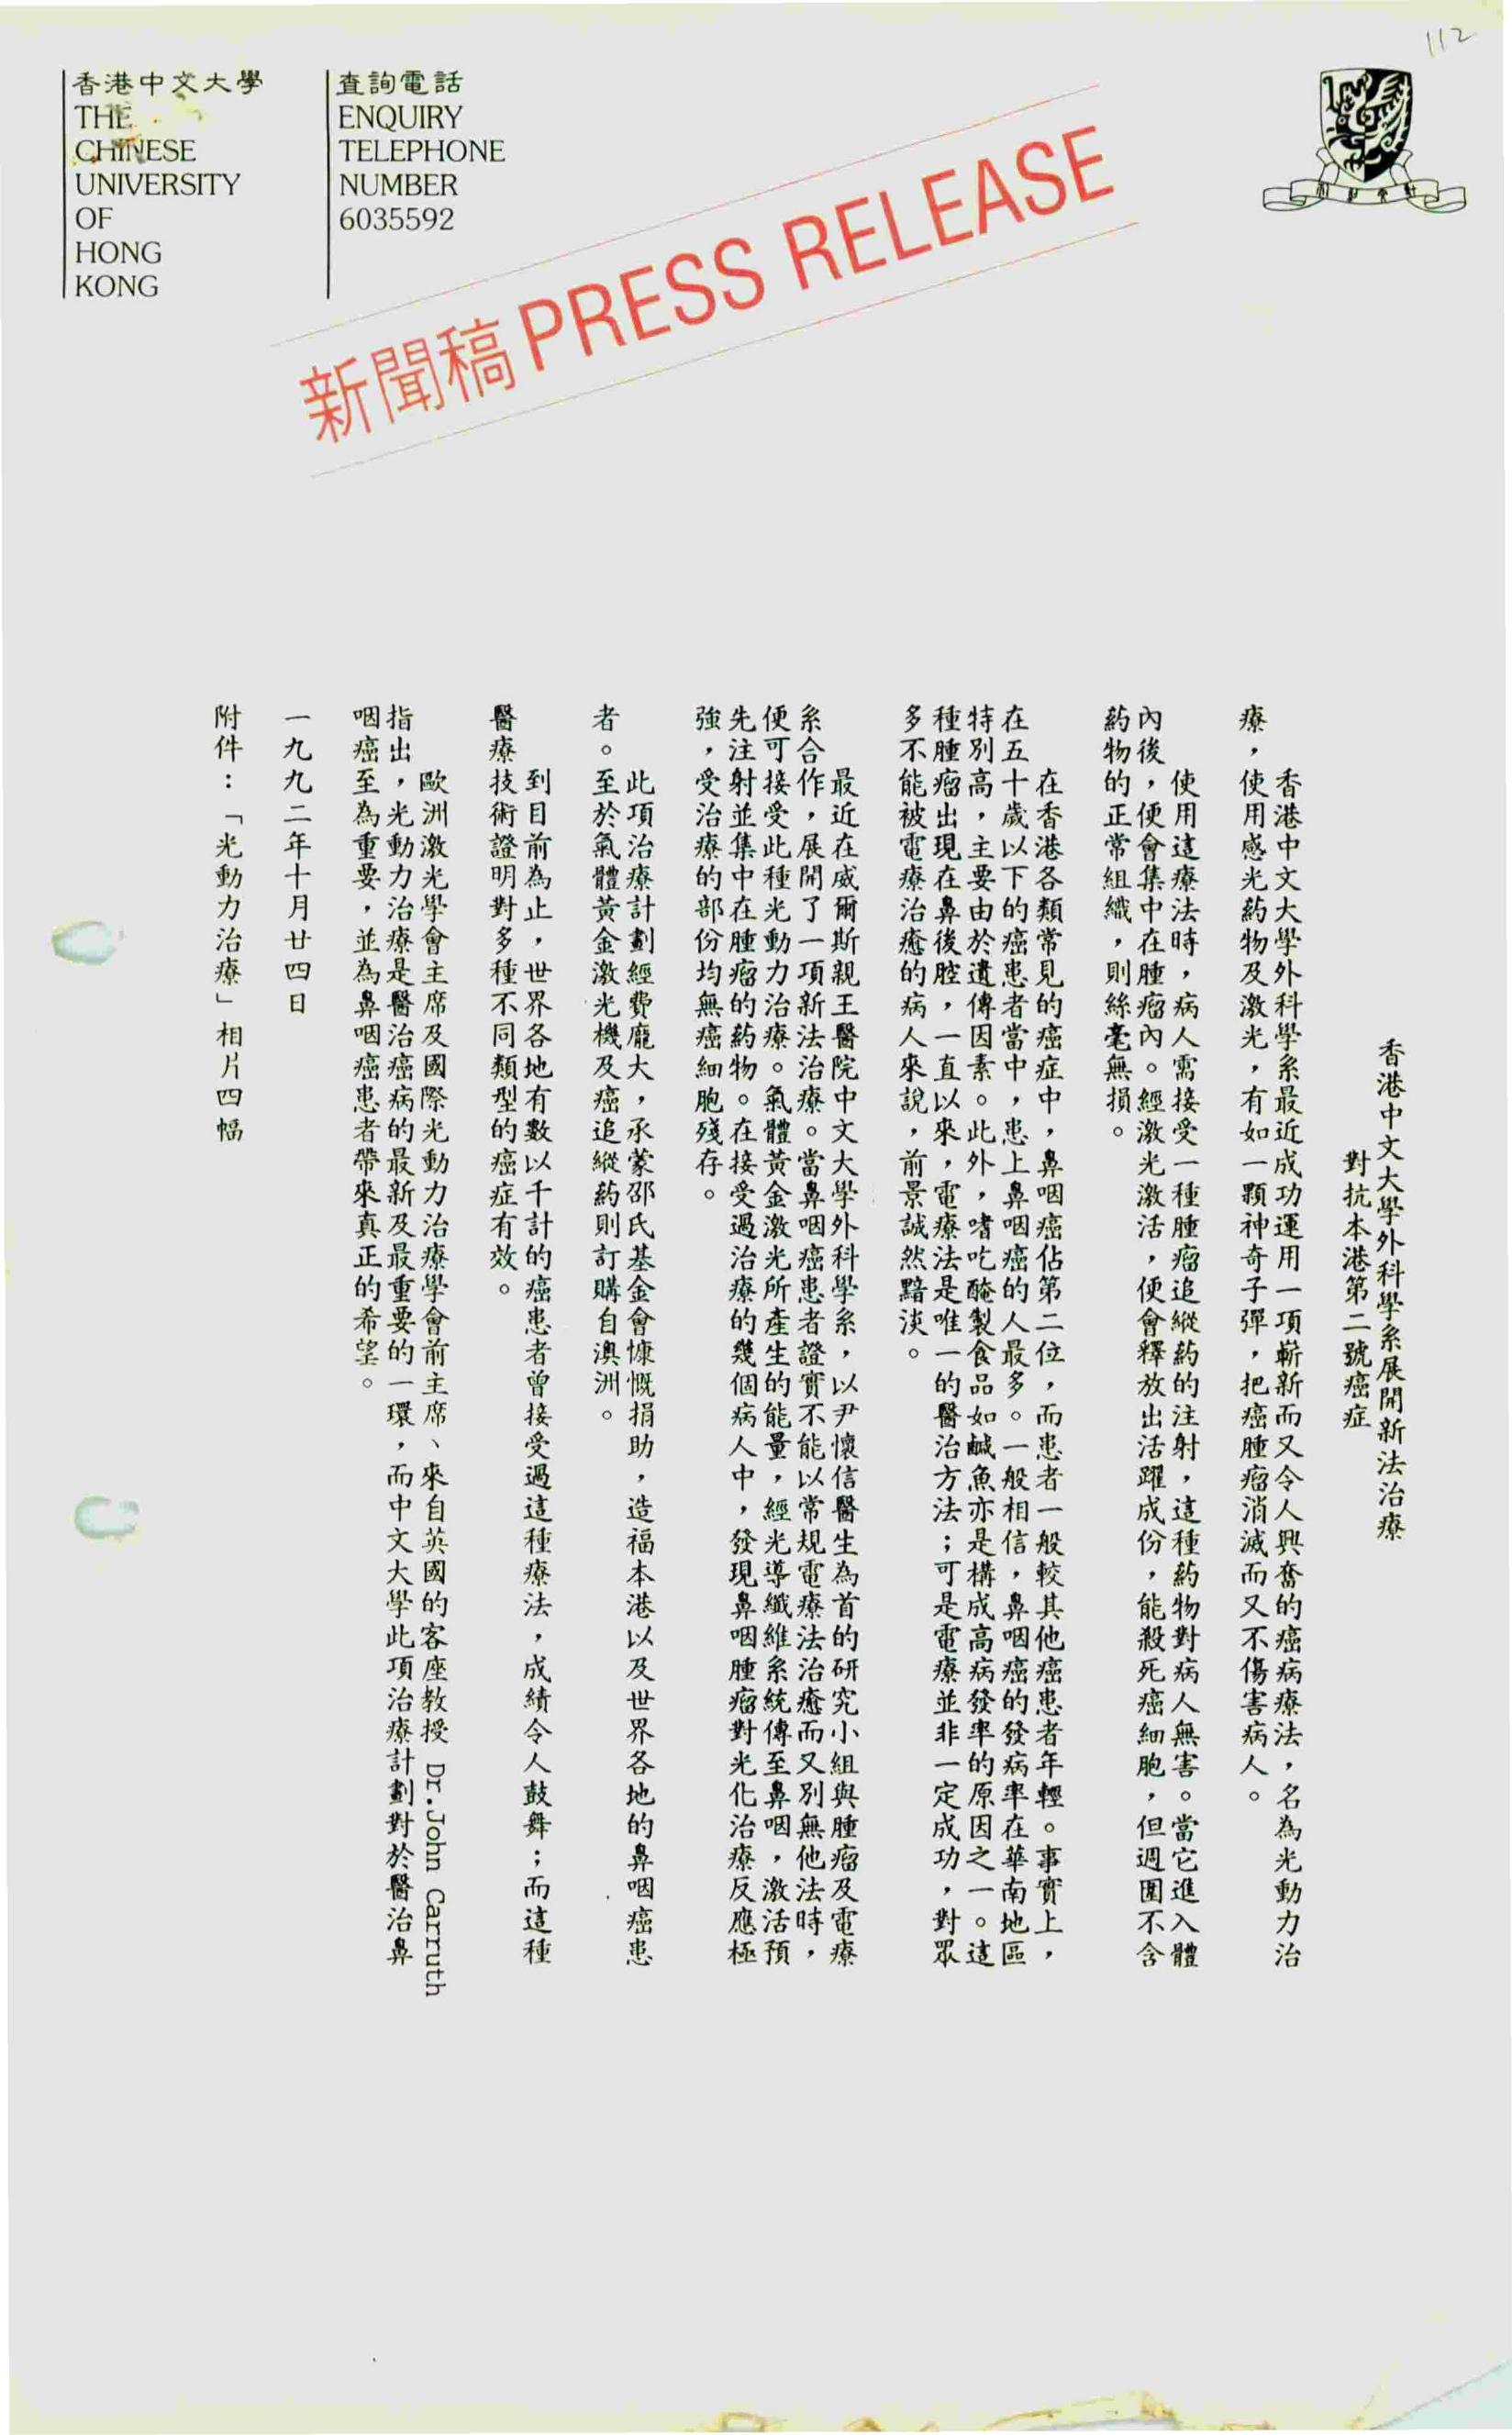 112
香港中文大學
THE
CHINESE
UNIVERSITY
OF
HONG
KONG
查詢電話
ENQUIRY
TELEPHONE
NUMBER
6035592
新聞稿 PRESS RELEASE
香港中文大學外科學系展開新法治療
對抗本港第二號癌症
香港中文大學外科學系最近成功運用一項嶄新而又令人興奮的癌病療法，名為光動力治
療，使用感光葯物及激光，有如一顆神奇子彈，把癌腫瘤消滅而又不傷害病人。
使用這療法時，病人需接受一種腫瘤追縱葯的注射，這種葯物對病人無害。當它進入體
內後，便會集中在腫瘤內。經激光激活，便會釋放出活躍成份，能殺死癌細胞，但週圍不含
葯物的正常組織，則絲毫無損。
在香港各類常見的癌症中，鼻咽癌佔第二位，而患者一般較其他癌患者年輕。事實上，
在五十歲以下的癌患者當中，患上鼻咽癌的人最多。一般相信，鼻咽癌的發病率在華南地區
特別高，主要由於遺傳因素。此外，嗜吃醃製食品如鹹魚亦是構成高病發率的原因之一。這
種腫瘤出現在鼻後腔，一直以來，電療法是唯一的醫治方法；可是電療並非一定成功，對眾
多不能被電療治癒的病人來說，前景誠然黯淡。
最近在威爾斯親王醫院中文大學外科學系，以尹懷信醫生為首的研究小組與腫瘤及電療
系合作，展開了一項新法治療。當鼻咽癌患者證實不能以常規電療法治癒而又別無他法時，
便可接受此種光動力治療。氣體黃金激光所產生的能量，經光導纖維系統傳至鼻咽，激活預
先注射並集中在腫瘤的葯物。在接受過治療的幾個病人中，發現鼻咽腫瘤對光化治療反應極
強，受治療的部份均無癌細胞殘存。
此項治療計劃經費龐大，承蒙邵氏基金會慷慨捐助，造福本港以及世界各地的鼻咽癌患
者。至於氣體黃金激光機及癌追縱葯則訂購自澳洲。
到目前為止，世界各地有數以千計的癌患者曾接受過這種療法，成績令人鼓舞；而這種
醫療技術證明對多種不同類型的癌症有效。
歐洲激光學會主席及國際光動力治療學會前主席、來自英國的客座教授 Dr.John Carruth
指出，光動力治療是醫治癌病的最新及最重要的一環，而中文大學此項治療計劃對於醫治鼻
咽癌至為重要，並為鼻咽癌患者帶來真正的希望。
一九九二年十月廿四日
附件：「光動力治療」相片四幅